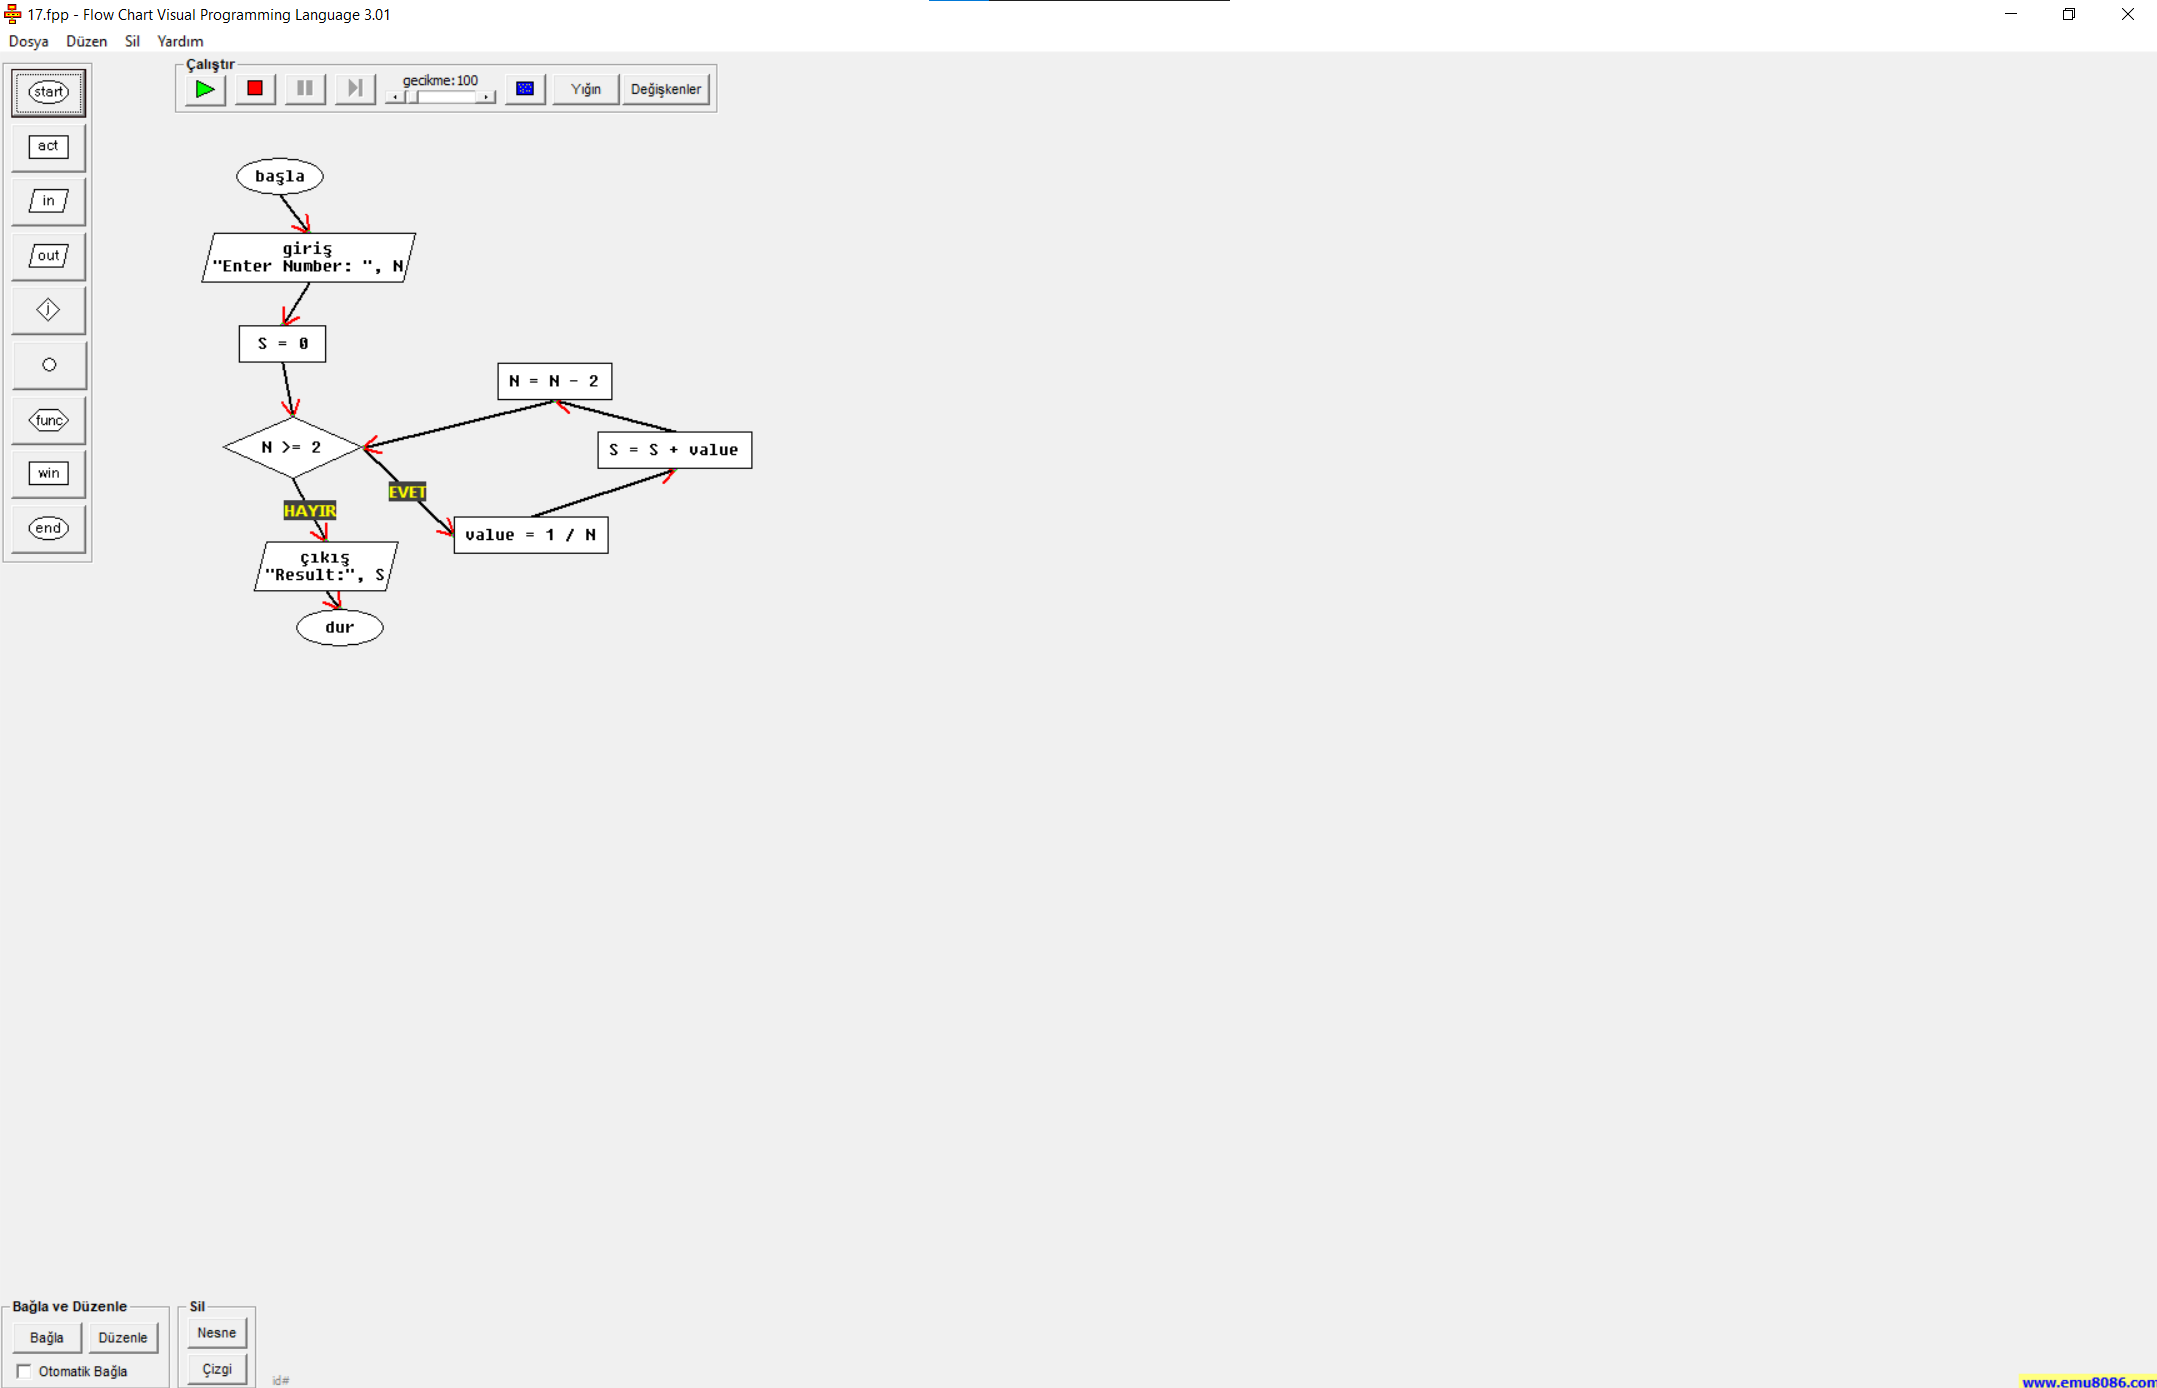 17.fpp - Flow Chart Visual Programming Language 3.01
Dosya Düzen Sil Yardım
Çalıştır
gecikme:100
Yığın
Değişkenler
start
act
in
out
j
func
win
end
başla
giriş
"Enter Number: ", N
S = 0
N >= 2
EVET
HAYIR
value = 1 / N
S = S + value
N = N - 2
çıkış
"Result:", S
dur
Bağla ve Düzenle
Bağla
Düzenle
Otomatik Bağla
Sil
Nesne
Çizgi
id#
www.emu8086.com